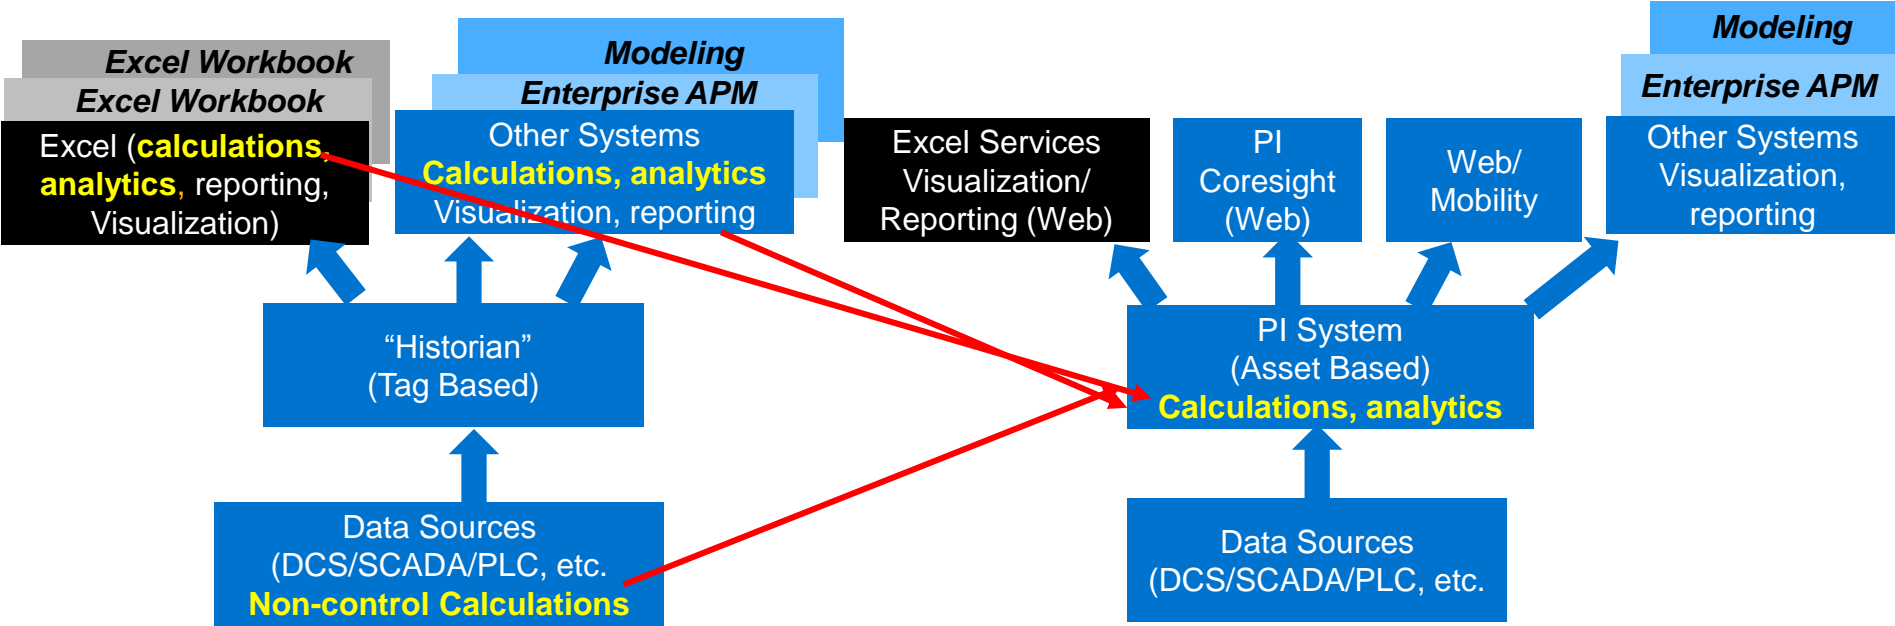 Excel Workbook
Excel Workbook
Excel (calculations,
analytics, reporting,
Visualization)
Modeling
Enterprise APM
Other Systems
Calculations, analytics
Visualization, reporting
“Historian”
(Tag Based)
Data Sources
(DCS/SCADA/PLC, etc.
Non-control Calculations
Excel Services
Visualization/
Reporting (Web)
PI
Coresight
(Web)
Web/
Mobility
Modeling
Enterprise APM
Other Systems
Visualization,
reporting
PI System
(Asset Based)
Calculations, analytics
Data Sources
(DCS/SCADA/PLC, etc.